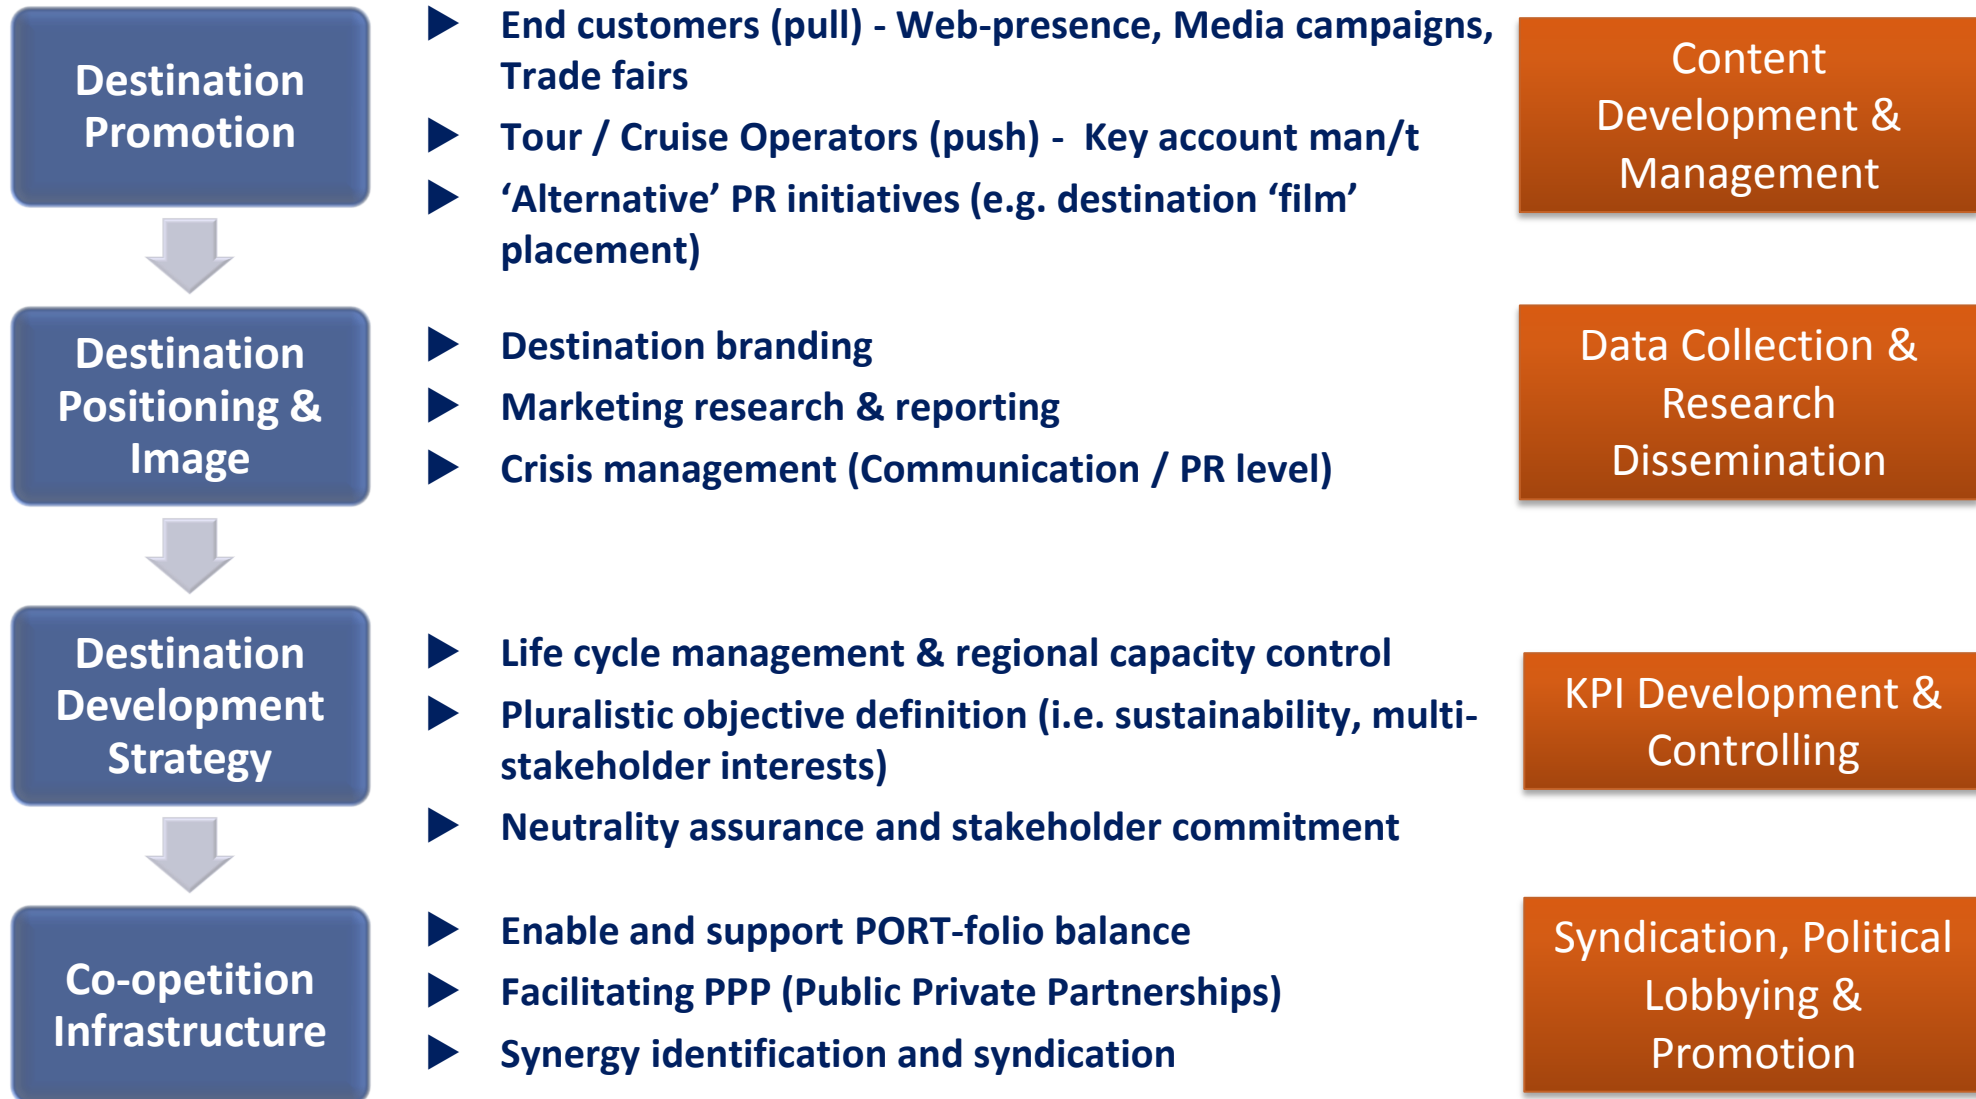 Destination
Promotion
▶ End customers (pull) - Web-presence, Media campaigns,
Trade fairs
▶ Tour / Cruise Operators (push) - Key account man/t
▶ ‘Alternative’ PR initiatives (e.g. destination ‘film’
placement)
Content
Development &
Management
Destination
Positioning &
Image
▶ Destination branding
▶ Marketing research & reporting
▶ Crisis management (Communication / PR level)
Data Collection &
Research
Dissemination
Destination
Development
Strategy
▶ Life cycle management & regional capacity control
▶ Pluralistic objective definition (i.e. sustainability, multi-
stakeholder interests)
▶ Neutrality assurance and stakeholder commitment
KPI Development &
Controlling
Co-opetition
Infrastructure
▶ Enable and support PORT-folio balance
▶ Facilitating PPP (Public Private Partnerships)
▶ Synergy identification and syndication
Syndication, Political
Lobbying &
Promotion